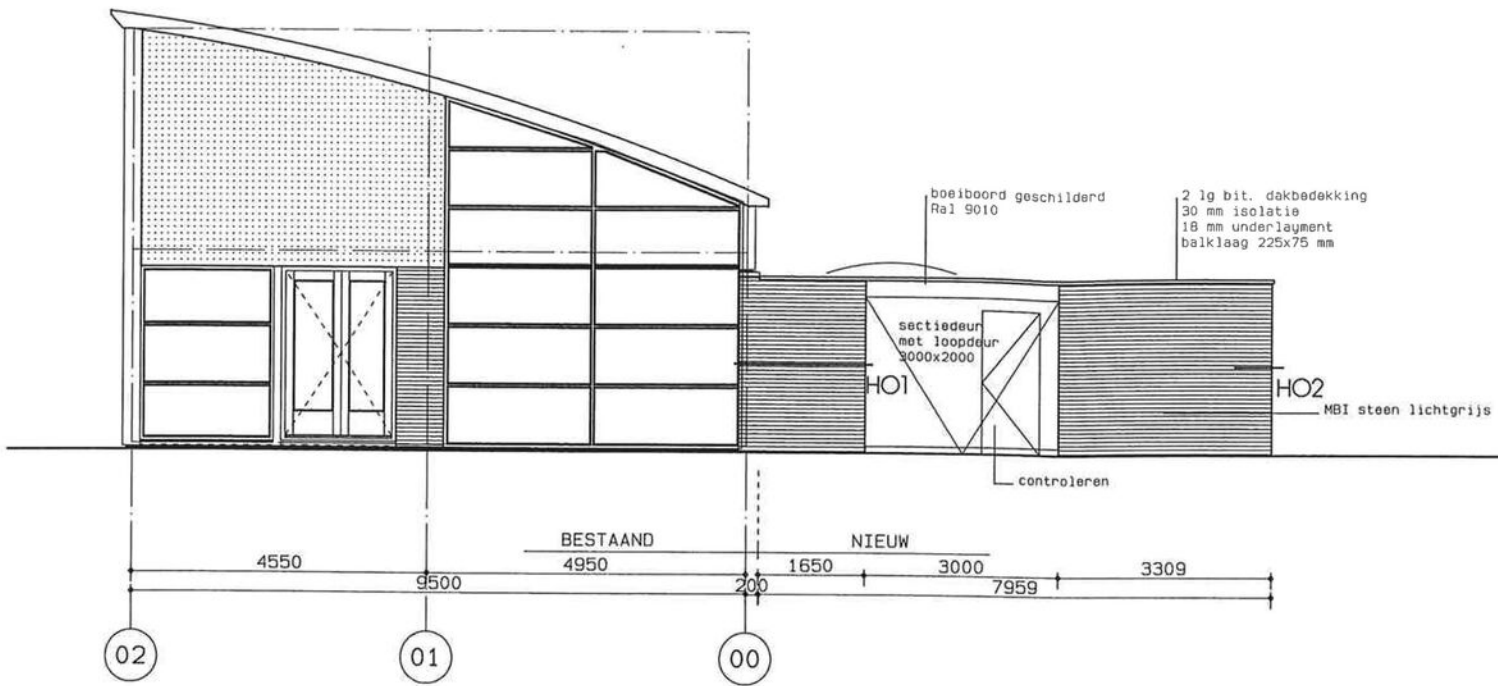 boeiboord geschilderd
Ral 9010
2 lg bit. dakbedekking
30 mm isolatie
18 mm underlayment
balklaag 225x75 mm
sectiedeur
met loopdeur
3000x2000
HO1
HO2
MBI steen lichtgrijs
controleren
BESTAAND NIEUW
4550 4950 1650 3000 3309
9500 200 7959
02 01 00